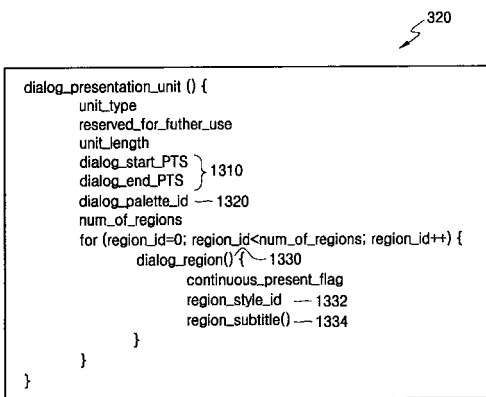 320
dialog_presentation_unit () {
unit_type
reserved_for_futher_use
unit_length
dialog_start_PTS
dialog_end_PTS
1310
dialog_palette_id — 1320
num_of_regions
for (region_id=0; region_id<num_of_regions; region_id++) {
dialog_region() { 1330
continuous_present_flag
region_style_id — 1332
region_subtitle() — 1334
}
}
}